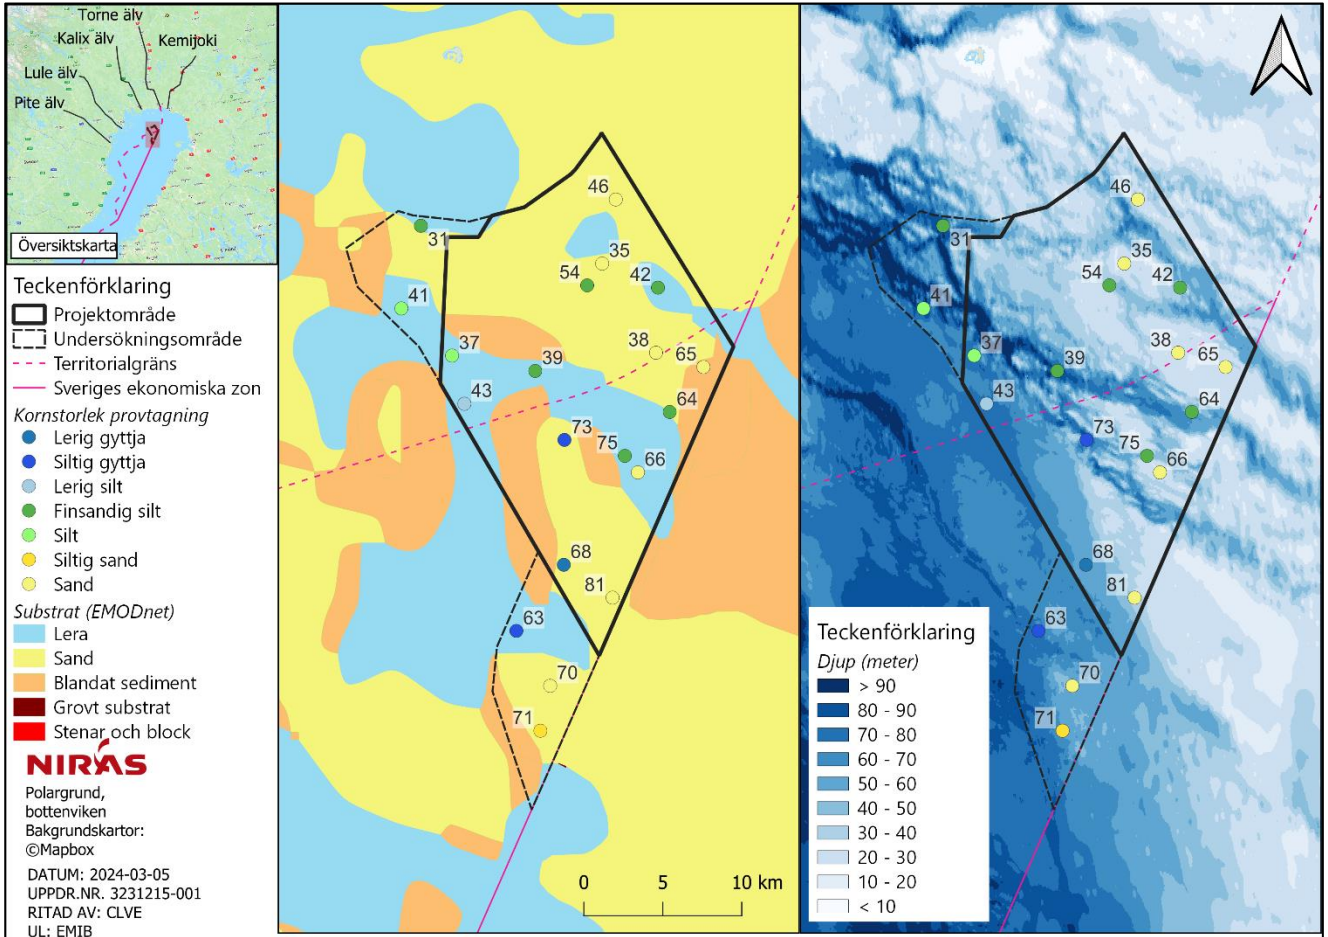 Torne älv
Kalix älv
Kemijoki
Lule älv
Pite älv
Översiktskarta
Teckenförklaring
Projektområde
Undersökningsområde
Territorialgräns
Sveriges ekonomiska zon
Kornstorlek provtagning
Lerig gyttja
Siltig gyttja
Lerig silt
Finsandig silt
Silt
Siltig sand
Sand
Substrat (EMODnet)
Lera
Sand
Blandat sediment
Grovt substrat
Stenar och block
NIRÁS
Polargrund,
bottenviken
Bakgrundskartor:
©Mapbox
DATUM: 2024-03-05
UPPDR.NR. 3231215-001
RITAD AV: CLVE
UL: EMIB
46
31
35
54
42
41
37
38
65
39
43
64
73
75
66
68
81
63
70
71
0 5 10 km
46
31
35
54
42
41
37
38
65
39
43
64
73
75
66
68
81
63
70
71
Teckenförklaring
Djup (meter)
> 90
80 - 90
70 - 80
60 - 70
50 - 60
40 - 50
30 - 40
20 - 30
10 - 20
< 10